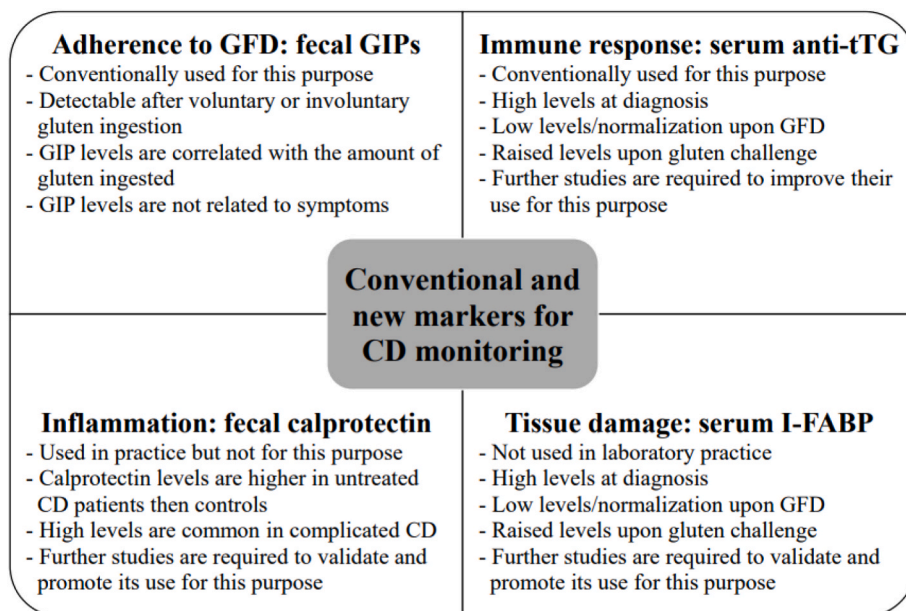 Adherence to GFD: fecal GIPs
- Conventionally used for this purpose
- Detectable after voluntary or involuntary
gluten ingestion
- GIP levels are correlated with the amount of
gluten ingested
- GIP levels are not related to symptoms
Immune response: serum anti-tTG
- Conventionally used for this purpose
- High levels at diagnosis
- Low levels/normalization upon GFD
- Raised levels upon gluten challenge
- Further studies are required to improve their
use for this purpose
Conventional and
new markers for
CD monitoring
Inflammation: fecal calprotectin
- Used in practice but not for this purpose
- Calprotectin levels are higher in untreated
CD patients then controls
- High levels are common in complicated CD
- Further studies are required to validate and
promote its use for this purpose
Tissue damage: serum I-FABP
- Not used in laboratory practice
- High levels at diagnosis
- Low levels/normalization upon GFD
- Raised levels upon gluten challenge
- Further studies are required to validate and
promote its use for this purpose